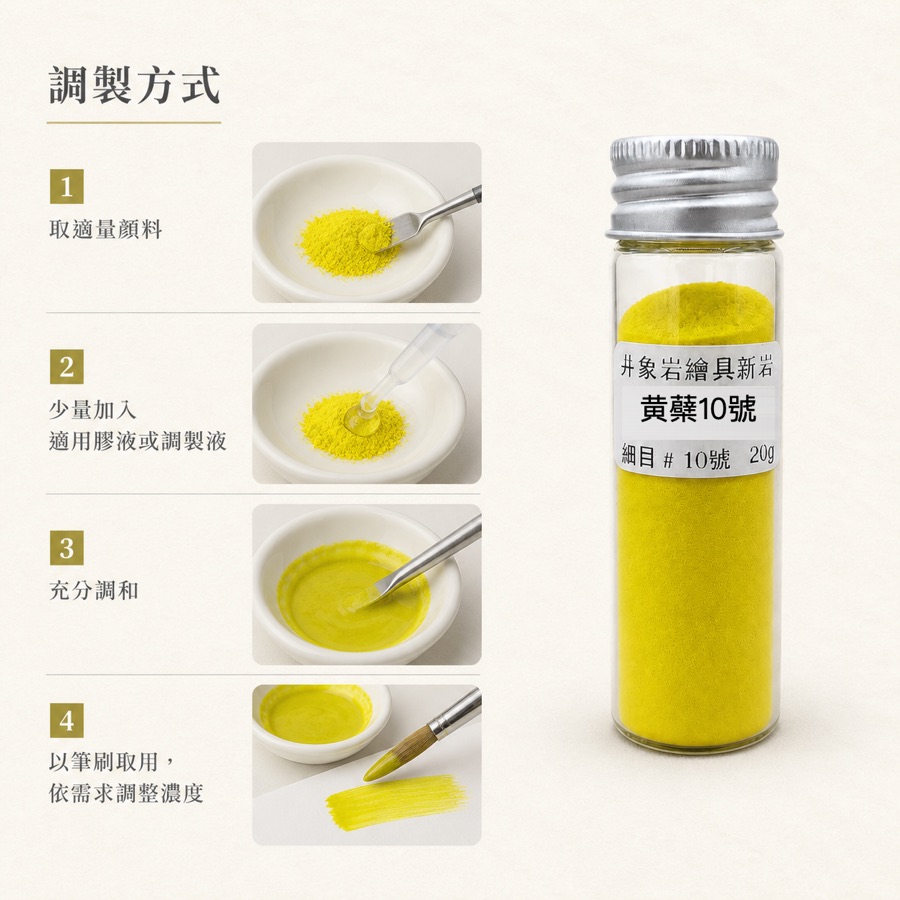 調製方式
1
取適量顏料
2
少量加入
適用膠液或調製液
3
充分調和
4
以筆刷取用，
依需求調整濃度
井象岩繪具新岩
黄蘗10號
細目 # 10號 20g